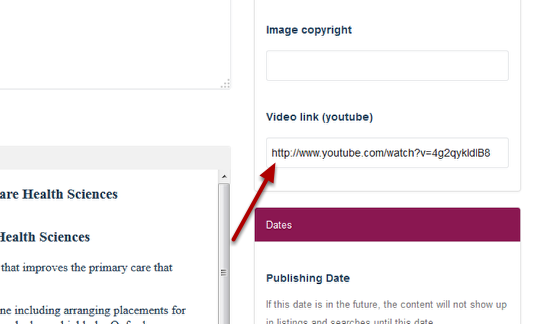 Image copyright
Video link (youtube)
http://www.youtube.com/watch?v=4g2qykldlB8
are Health Sciences
Health Sciences
that improves the primary care that
ne including arranging placements for
Dates
Publishing Date
If this date is in the future, the content will not show up
in listings and searches until this date.